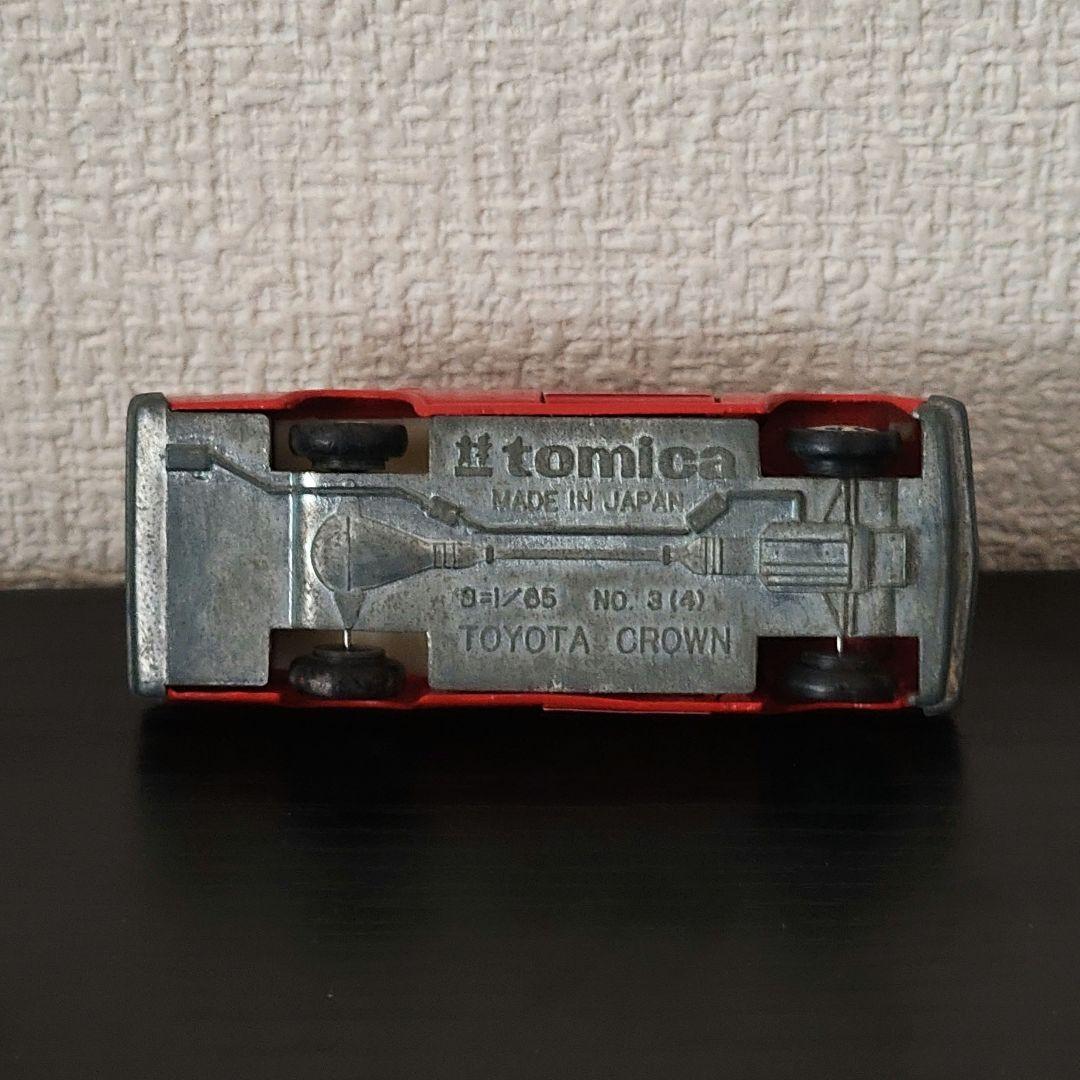 tomica
MADE IN JAPAN
S=1/65 NO. 3(4)
TOYOTA CROWN